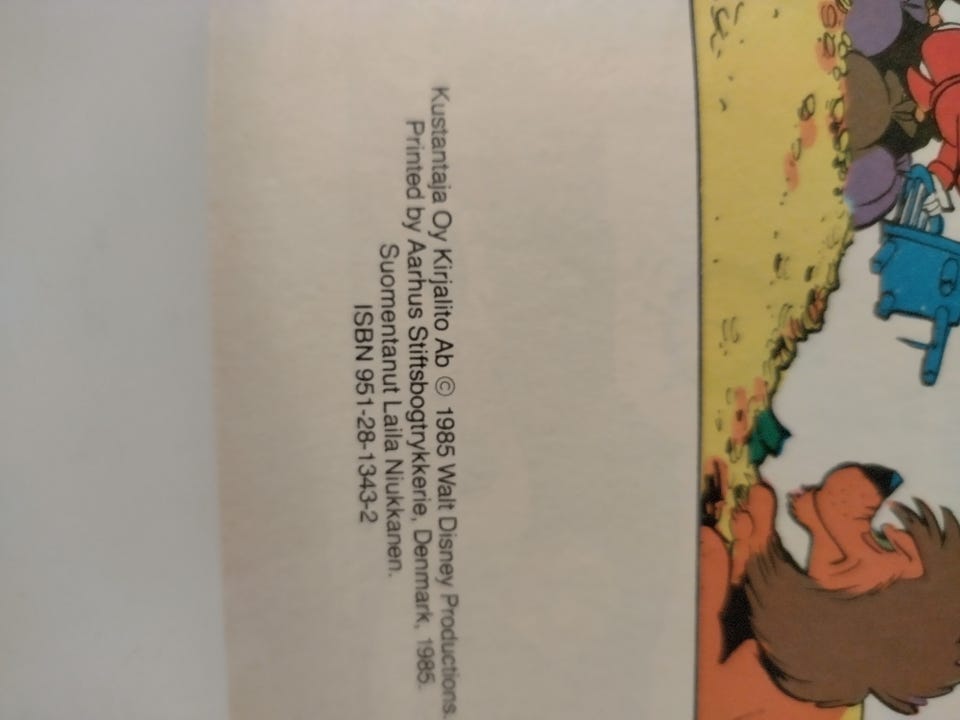 Kustantaja Oy Kirjalito Ab © 1985 Walt Disney Productions.
Printed by Aarhus Stiftsbogtrykkerie, Denmark, 1985.
Suomentanut Laila Niukkanen.
ISBN 951-28-1343-2